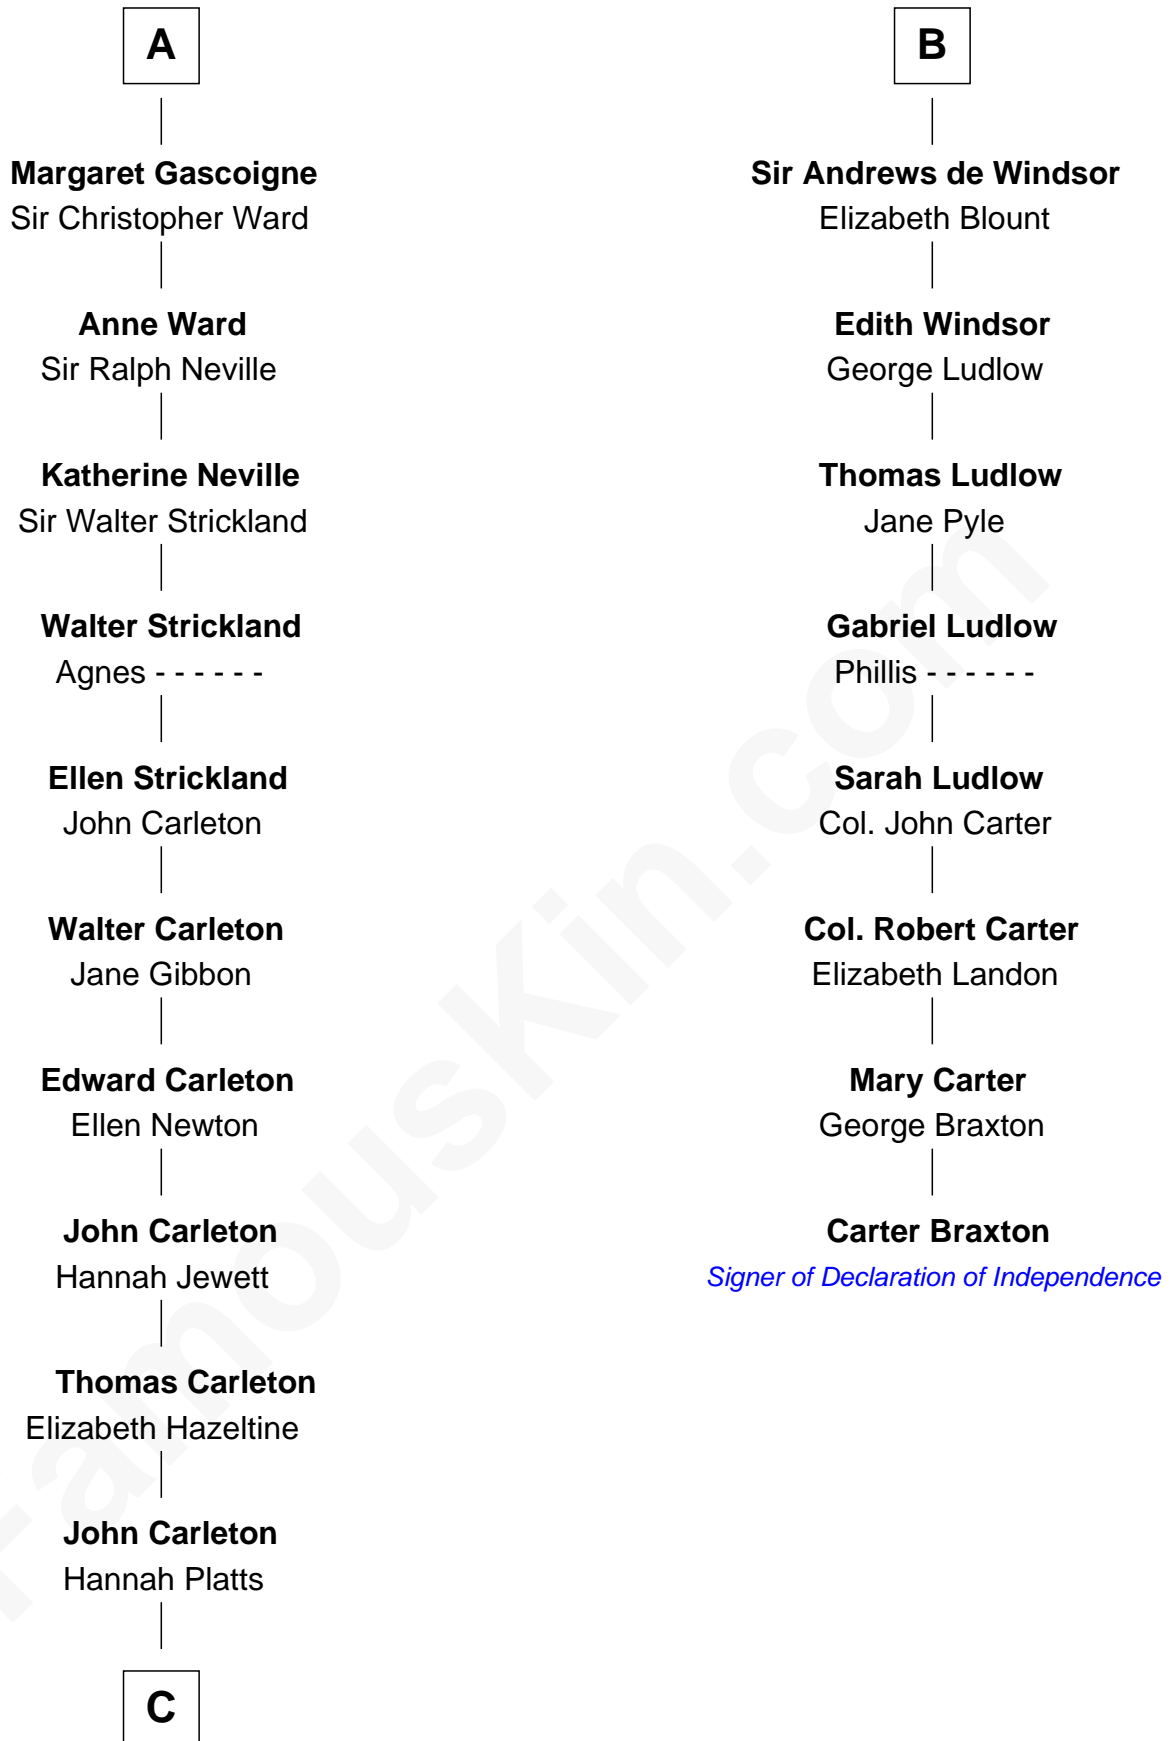 A
Margaret Gascoigne
Sir Christopher Ward
Anne Ward
Sir Ralph Neville
Katherine Neville
Sir Walter Strickland
Walter Strickland
Agnes - - - - - -
Ellen Strickland
John Carleton
Walter Carleton
Jane Gibbon
Edward Carleton
Ellen Newton
John Carleton
Hannah Jewett
Thomas Carleton
Elizabeth Hazeltine
John Carleton
Hannah Platts
C
B
Sir Andrews de Windsor
Elizabeth Blount
Edith Windsor
George Ludlow
Thomas Ludlow
Jane Pyle
Gabriel Ludlow
Phillis - - - - - -
Sarah Ludlow
Col. John Carter
Col. Robert Carter
Elizabeth Landon
Mary Carter
George Braxton
Carter Braxton
Signer of Declaration of Independence
FamousKin.com